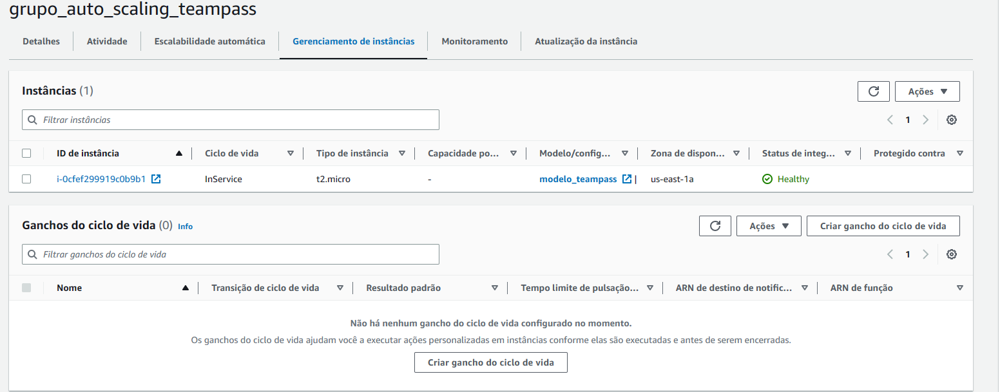 grupo_auto_scaling_teampass
Detalhes Atividade Escalabilidade automática Gerenciamento de instâncias Monitoramento Atualização da instância
Instâncias (1)
Ações
Filtrar instâncias
1
ID de instância Ciclo de vida Tipo de instância Capacidade po... Modelo/config... Zona de dispon... Status de integ... Protegido contra
i-0cfef299919c0b9b1 InService t2.micro - modelo_teampass | us-east-1a Healthy
Ganchos do ciclo de vida (0) Info
Ações Criar gancho do ciclo de vida
Filtrar ganchos do ciclo de vida
1
Nome Transição de ciclo de vida Resultado padrão Tempo limite de pulsação... ARN de destino de notific... ARN de função
Não há nenhum gancho do ciclo de vida configurado no momento.
Os ganchos do ciclo de vida ajudam você a executar ações personalizadas em instâncias conforme elas são executadas e antes de serem encerradas.
Criar gancho do ciclo de vida